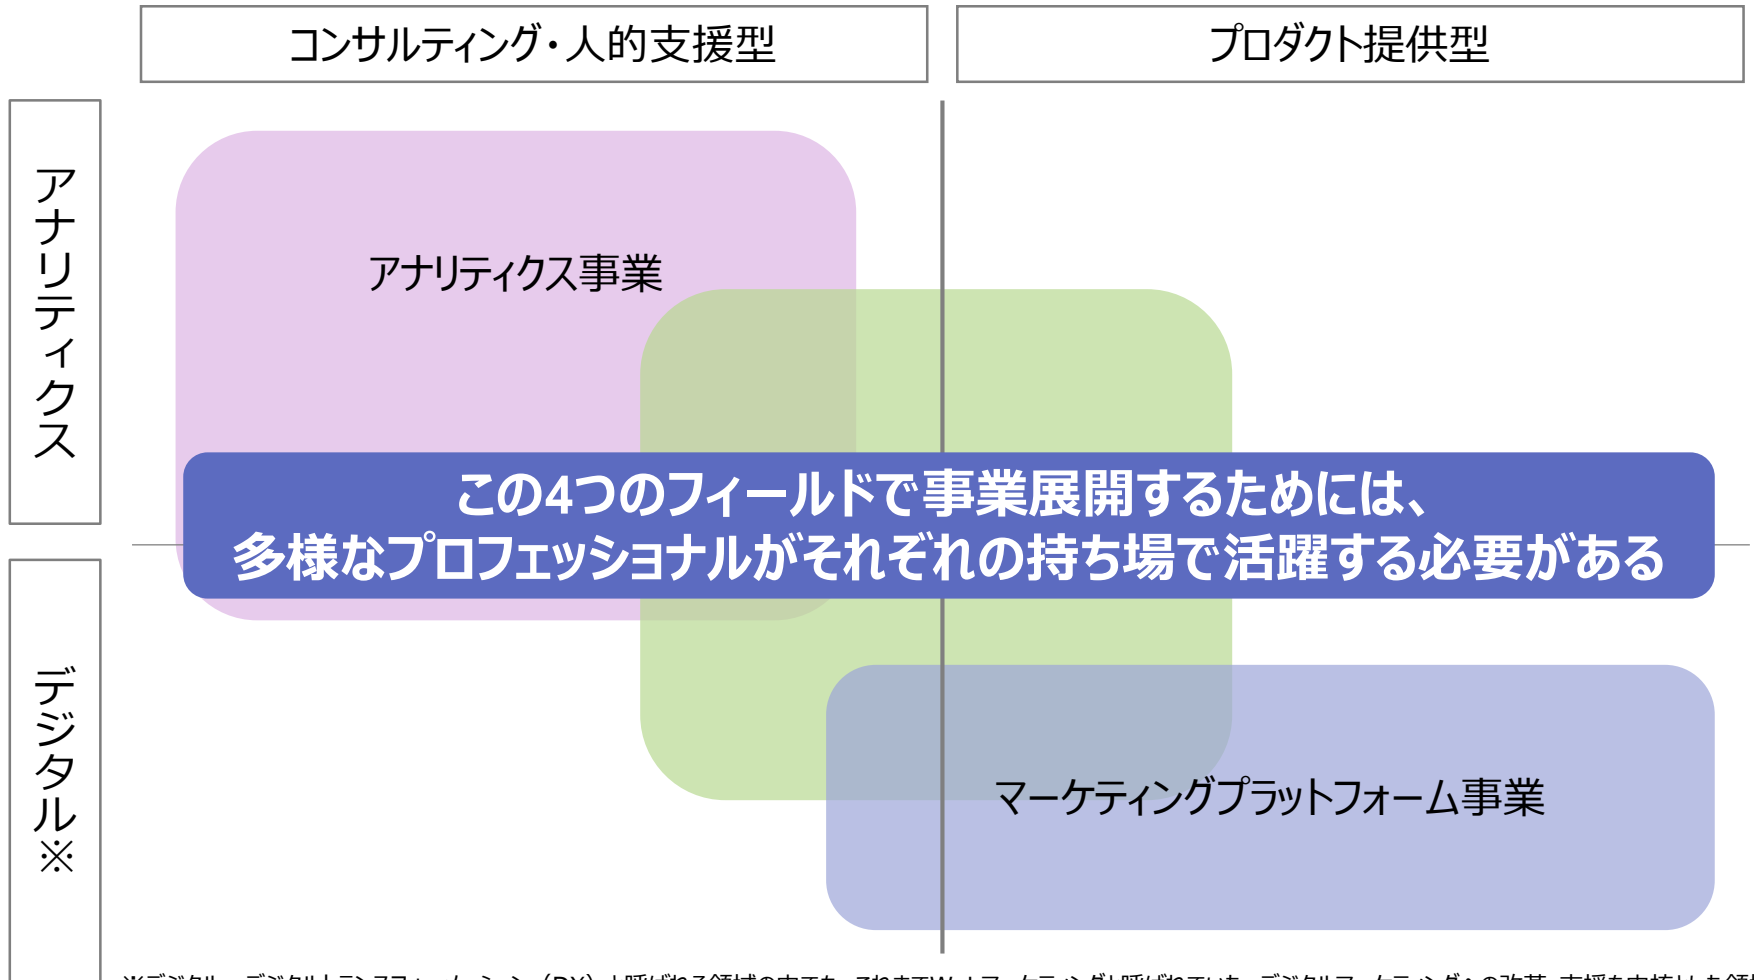 コンサルティング・人的支援型
プロダクト提供型
アナリティクス
アナリティクス事業
この4つのフィールドで事業展開するためには、
多様なプロフェッショナルがそれぞれの持ち場で活躍する必要がある
デジタル※
マーケティングプラットフォーム事業